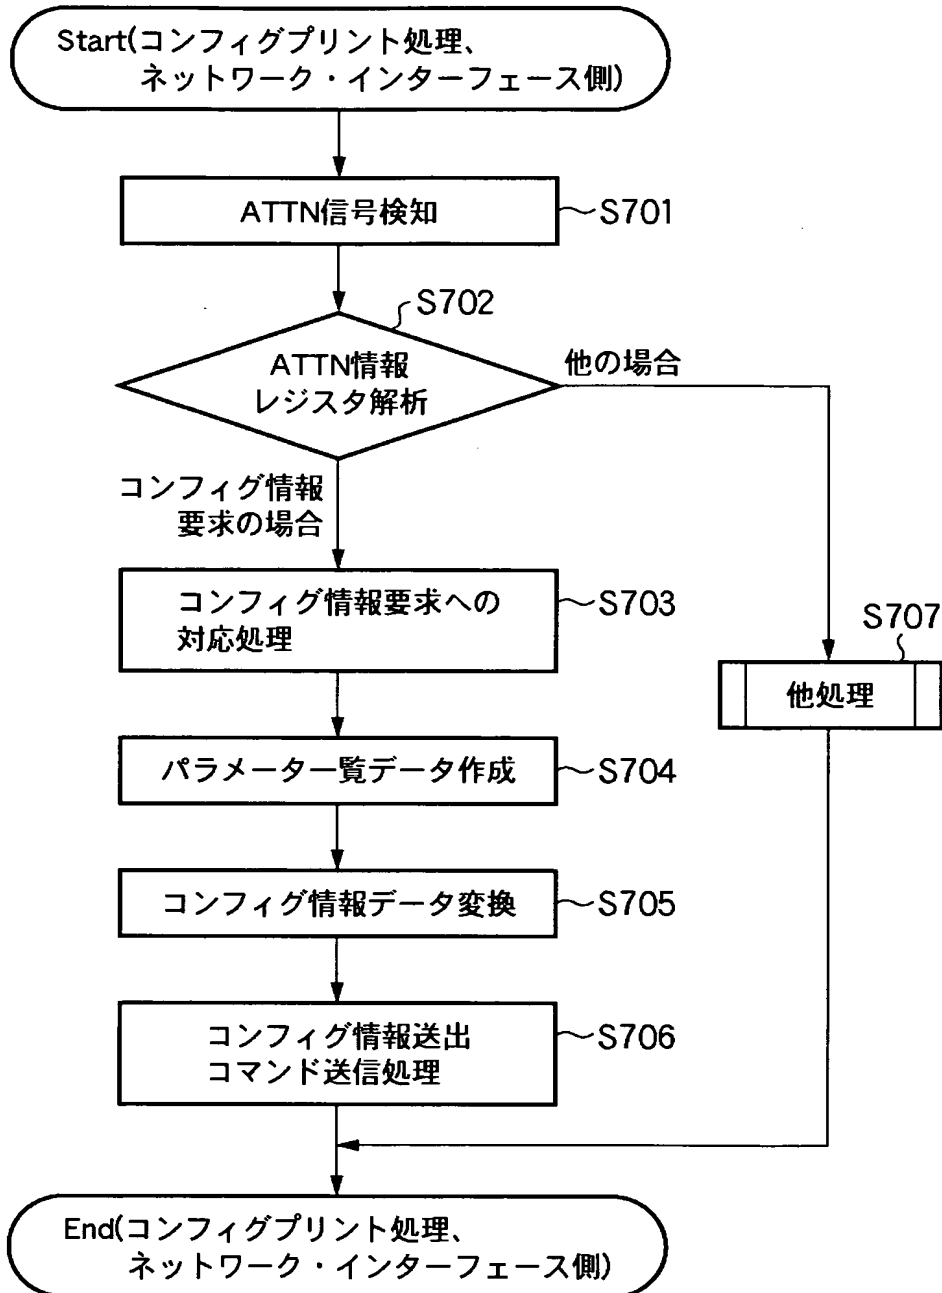 Start(コンフィグプリント処理、
ネットワーク・インターフェース側)
ATTN信号検知
S701
S702
ATTN情報
レジスタ解析
他の場合
コンフィグ情報
要求の場合
コンフィグ情報要求への
対応処理
S703
S707
他処理
パラメータ一覧データ作成
S704
コンフィグ情報データ変換
S705
コンフィグ情報送出
コマンド送信処理
S706
End(コンフィグプリント処理、
ネットワーク・インターフェース側)